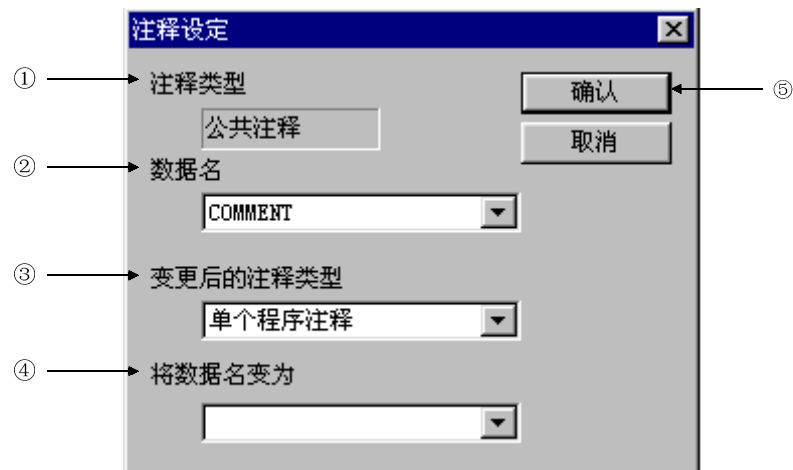 注释设定
① 注释类型
确认 ⑤
公共注释
取消
② 数据名
COMMENT
③ 变更后的注释类型
单个程序注释
④ 将数据名变为